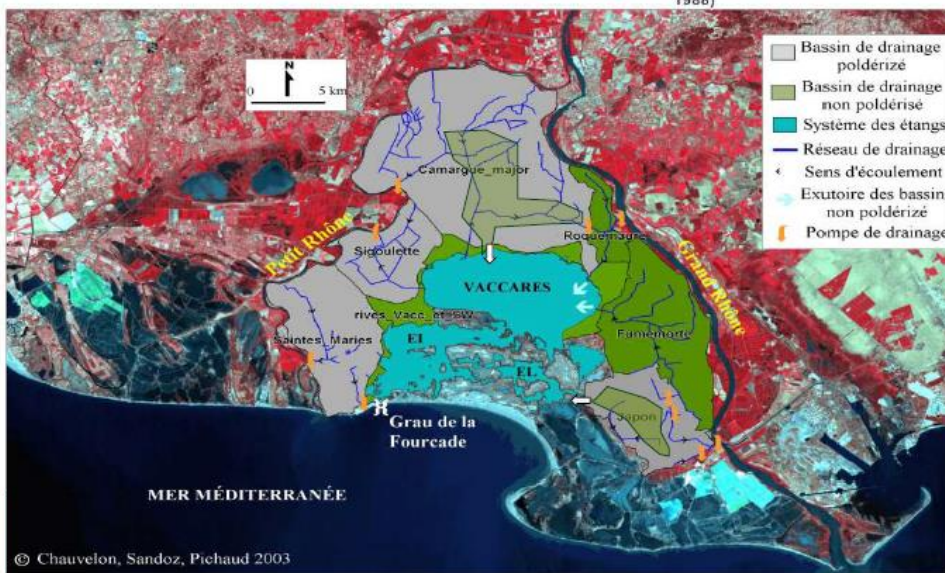 1988)
0 5 km
Bassin de drainage
poldérizé
Bassin de drainage
non poldérisé
Système des étangs
Réseau de drainage
Sens d'écoulement
Exutoire des bassin
non poldérizé
Pompe de drainage
Camargue_major
Petit Rhône
Sigoulette
Roquemaure
Grand Rhône
VACCARES
rives_Vacc_et_SW
Saintes_Maries
EI
Fumemorte
EL
Japon
Grau de la
Fourcade
MER MÉDITERRANÉE
© Chauvelon, Sandoz, Pichaud 2003